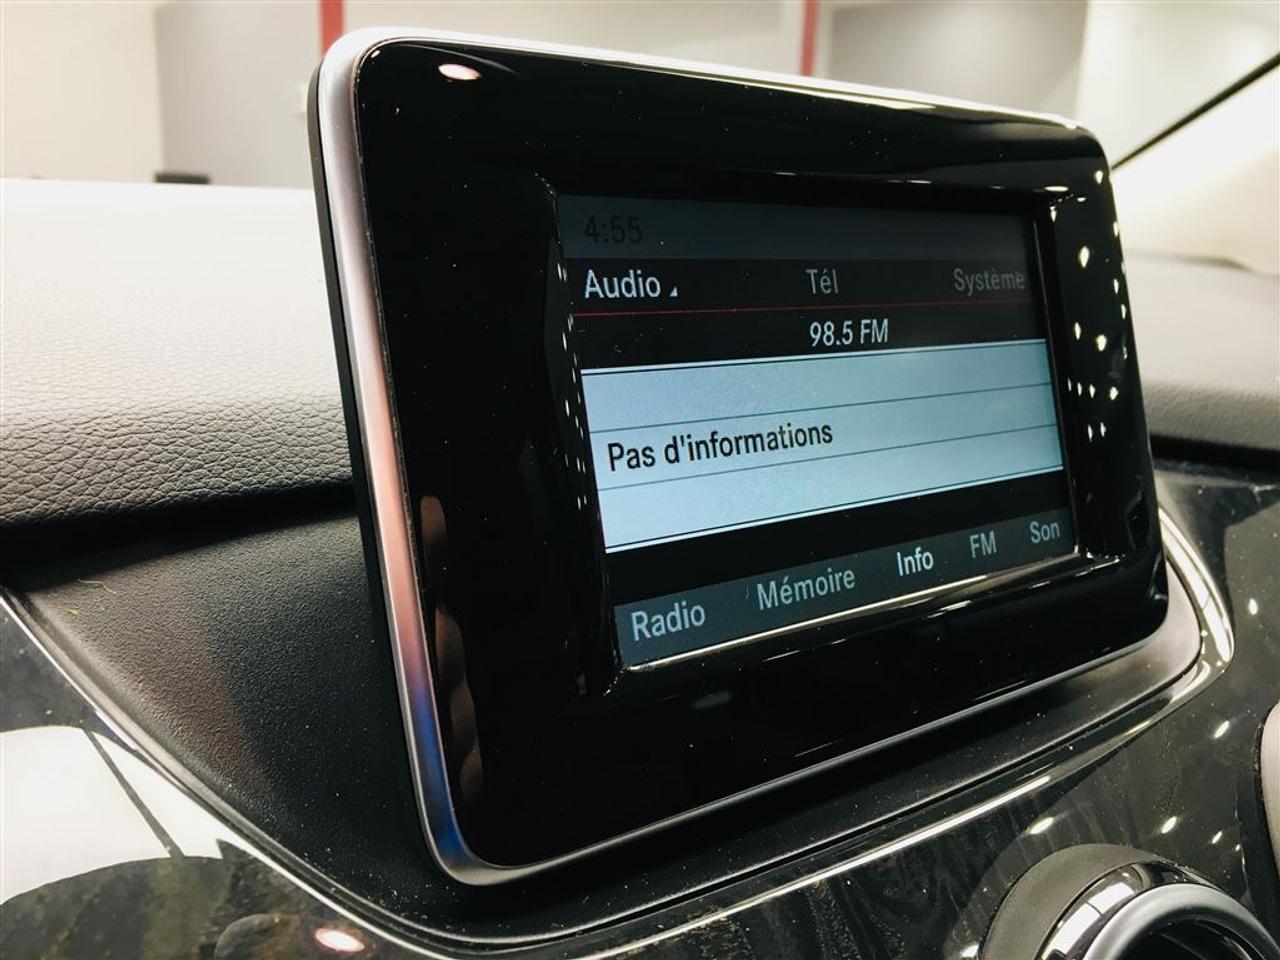 4:55
Audio Tél Système
98.5 FM
Pas d'informations
Radio Mémoire Info FM Son